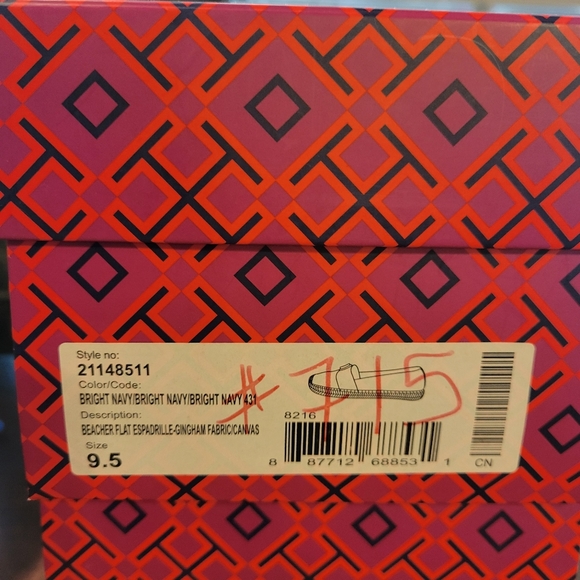 Style no:
21148511
Color/Code:
BRIGHT NAVY/BRIGHT NAVY/BRIGHT NAVY 431
Description:
BEACHER FLAT ESPADRILLE-GINGHAM FABRIC/CANVAS
Size
9.5
#715
8216
8 87712 68853 1
CN